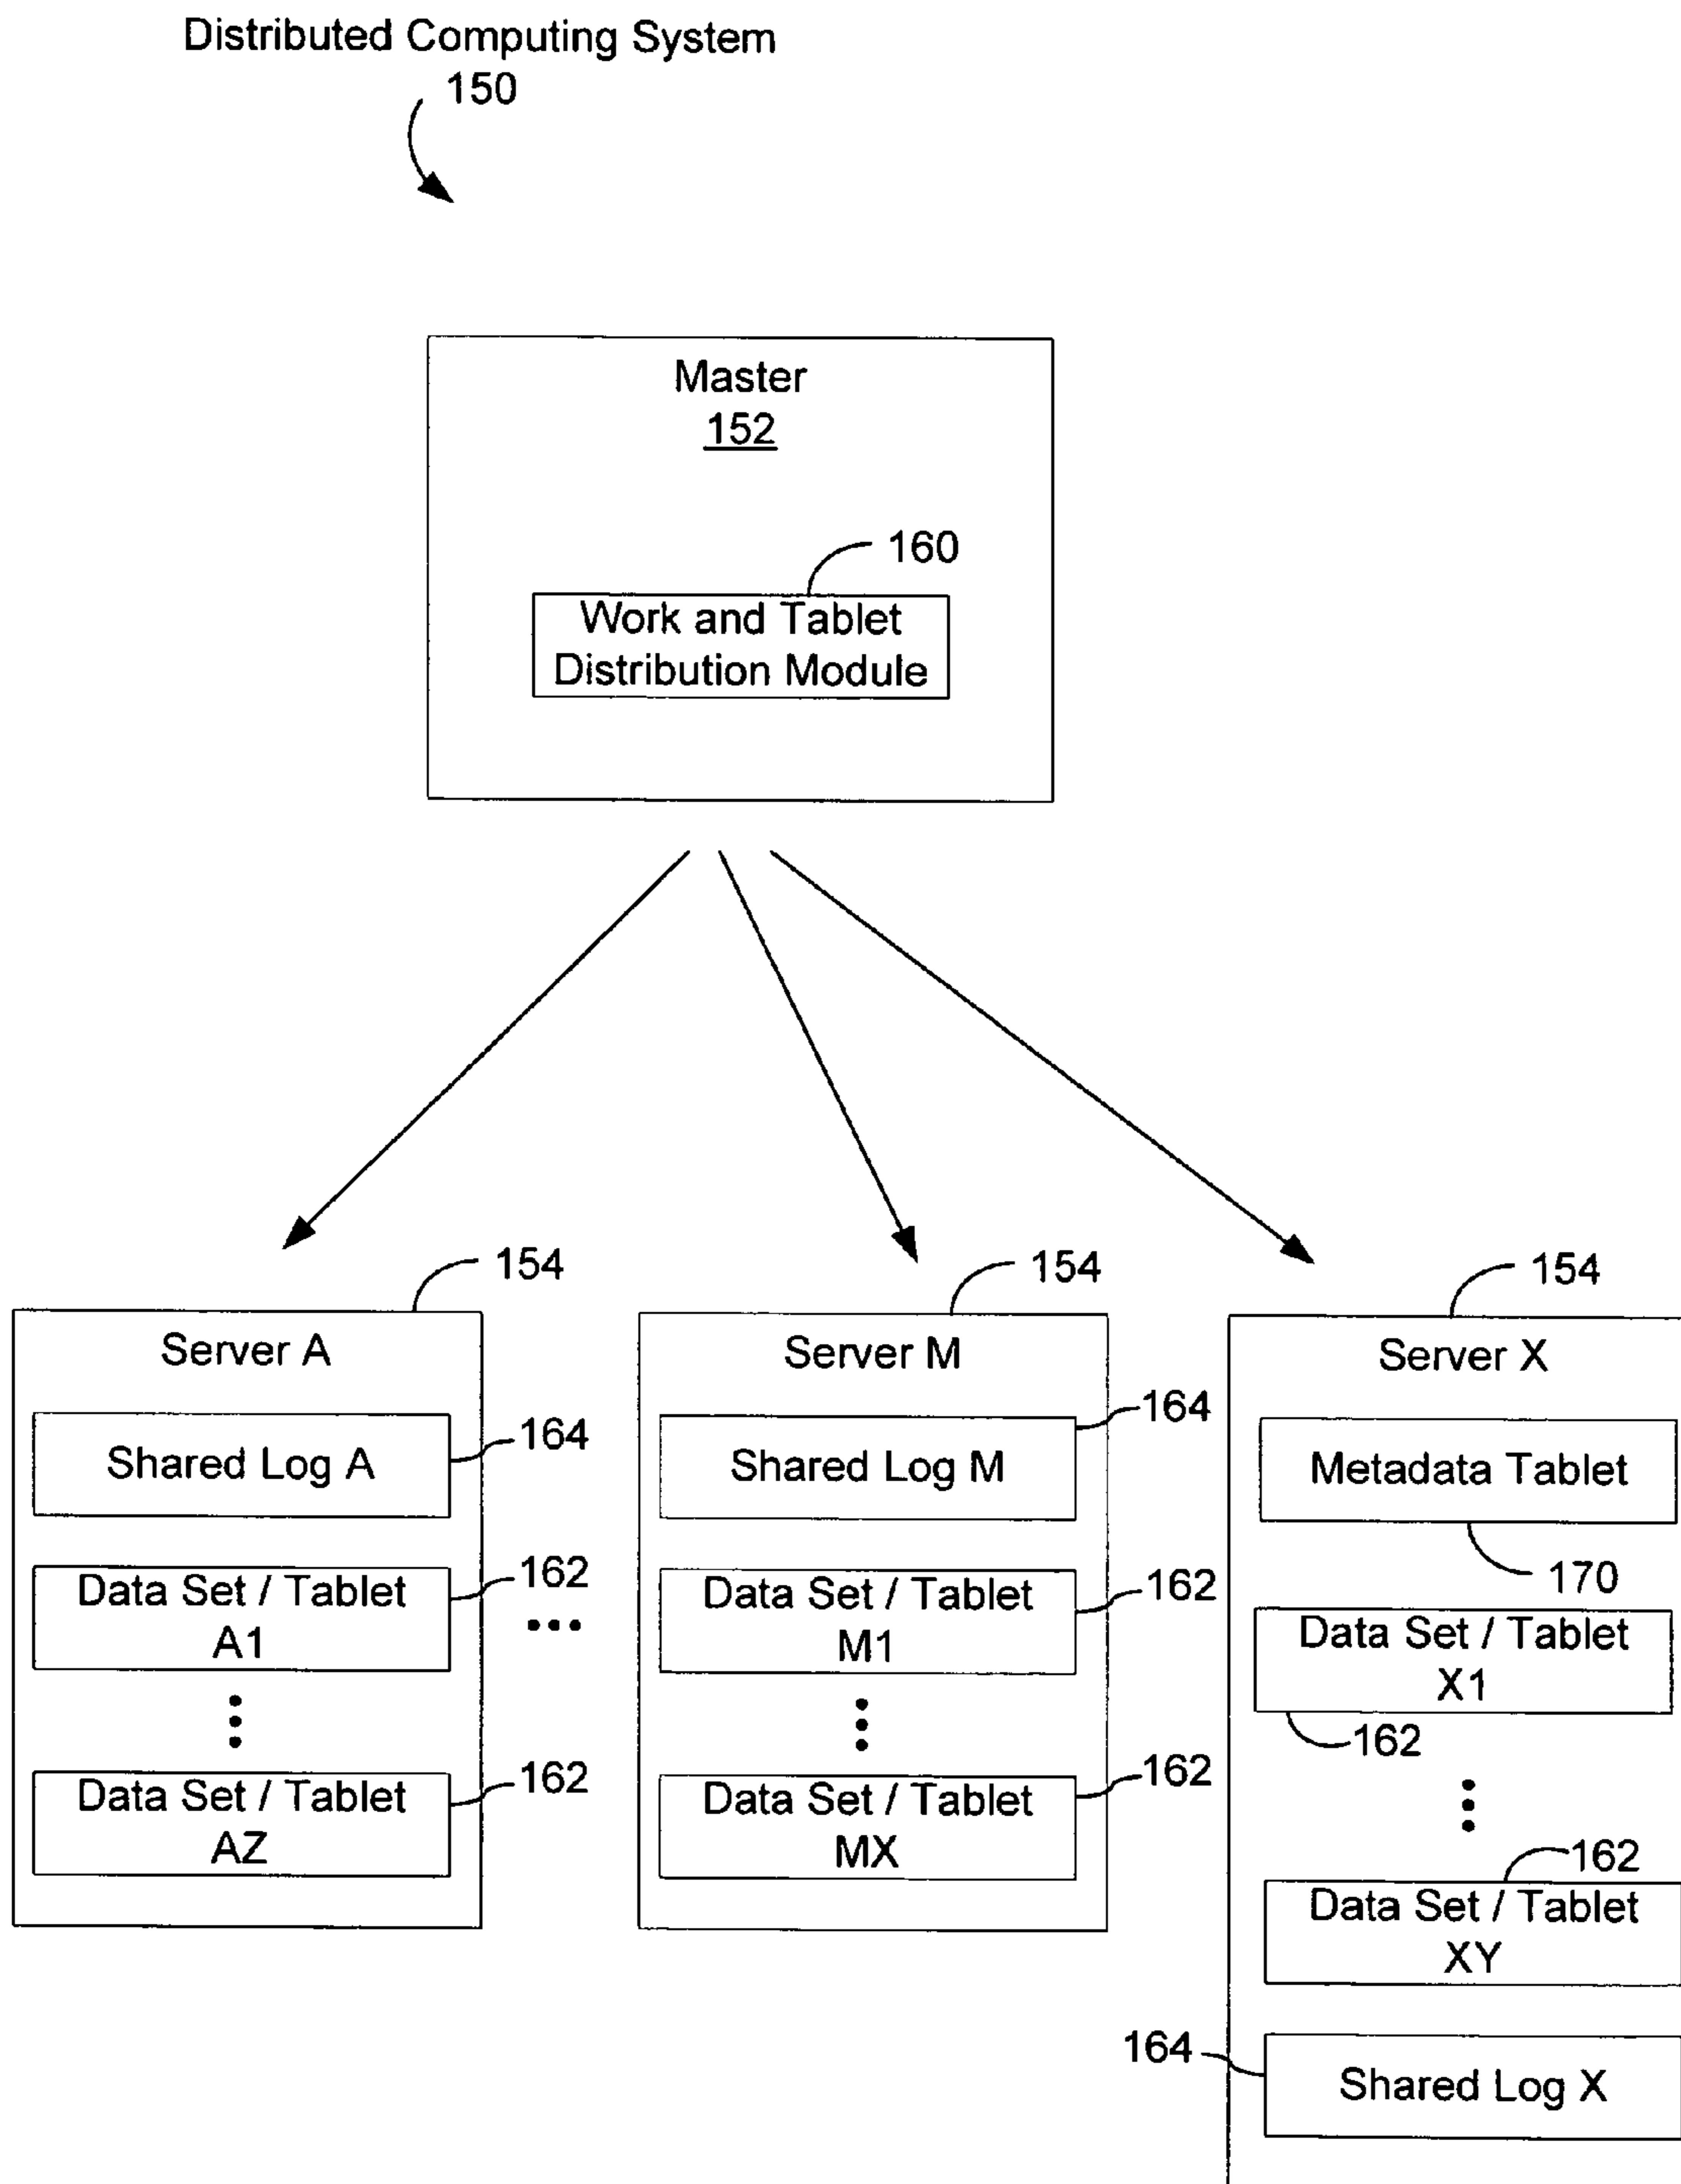 Distributed Computing System
150
Master
152
160
Work and Tablet
Distribution Module
154
Server A
Shared Log A
164
Data Set / Tablet
A1
162
Data Set / Tablet
AZ
162
154
Server M
Shared Log M
164
Data Set / Tablet
M1
162
Data Set / Tablet
MX
162
154
Server X
Metadata Tablet
170
Data Set / Tablet
X1
162
162
Data Set / Tablet
XY
164
Shared Log X